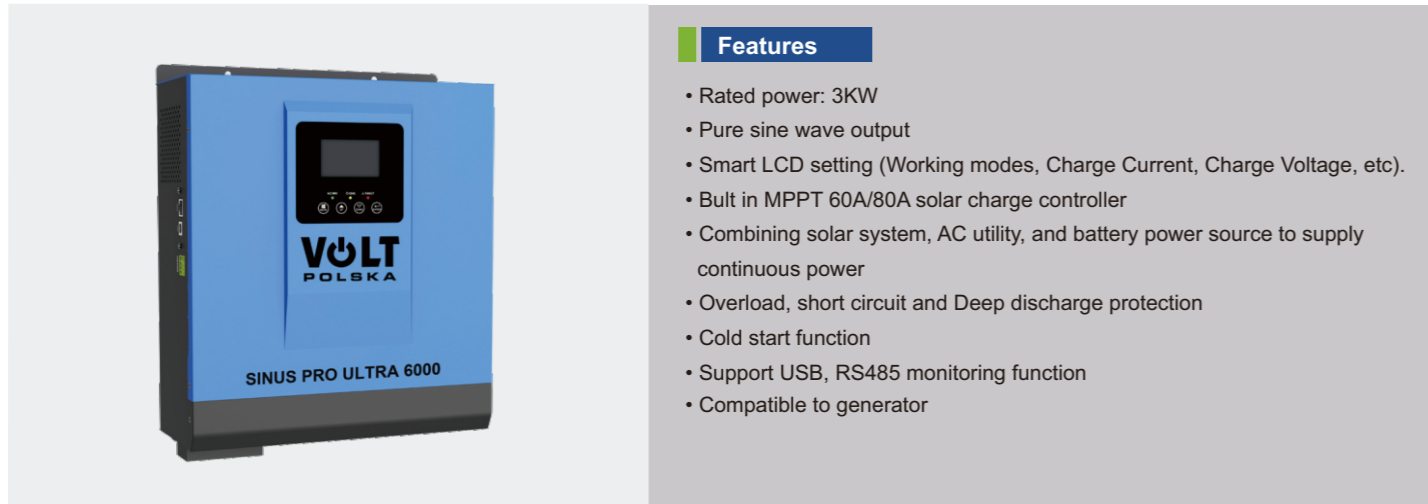 VOLT
POLSKA
SINUS PRO ULTRA 6000
Features
• Rated power: 3KW
• Pure sine wave output
• Smart LCD setting (Working modes, Charge Current, Charge Voltage, etc).
• Bult in MPPT 60A/80A solar charge controller
• Combining solar system, AC utility, and battery power source to supply
continuous power
• Overload, short circuit and Deep discharge protection
• Cold start function
• Support USB, RS485 monitoring function
• Compatible to generator